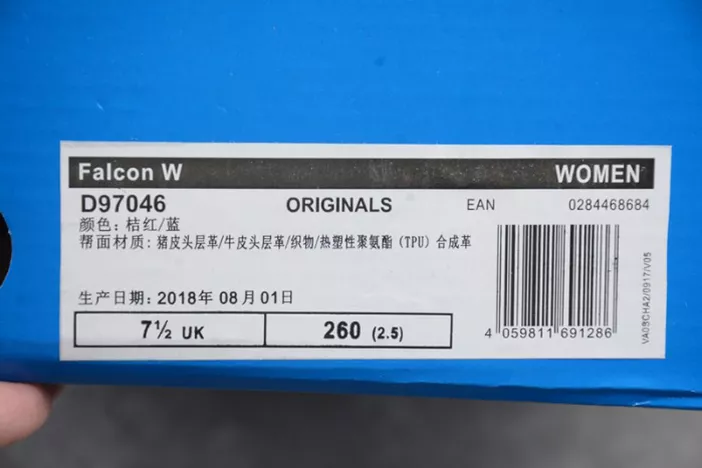 Falcon W WOMEN
D97046 ORIGINALS EAN 0284468684
颜色: 桔红/蓝
帮面材质: 猪皮头层革/牛皮头层革/织物/热塑性聚氨酯 (TPU) 合成革
生产日期: 2018年 08月 01日
7½ UK 260 (2.5)
4 059811 691286
VA0BCHA2/0917/V05